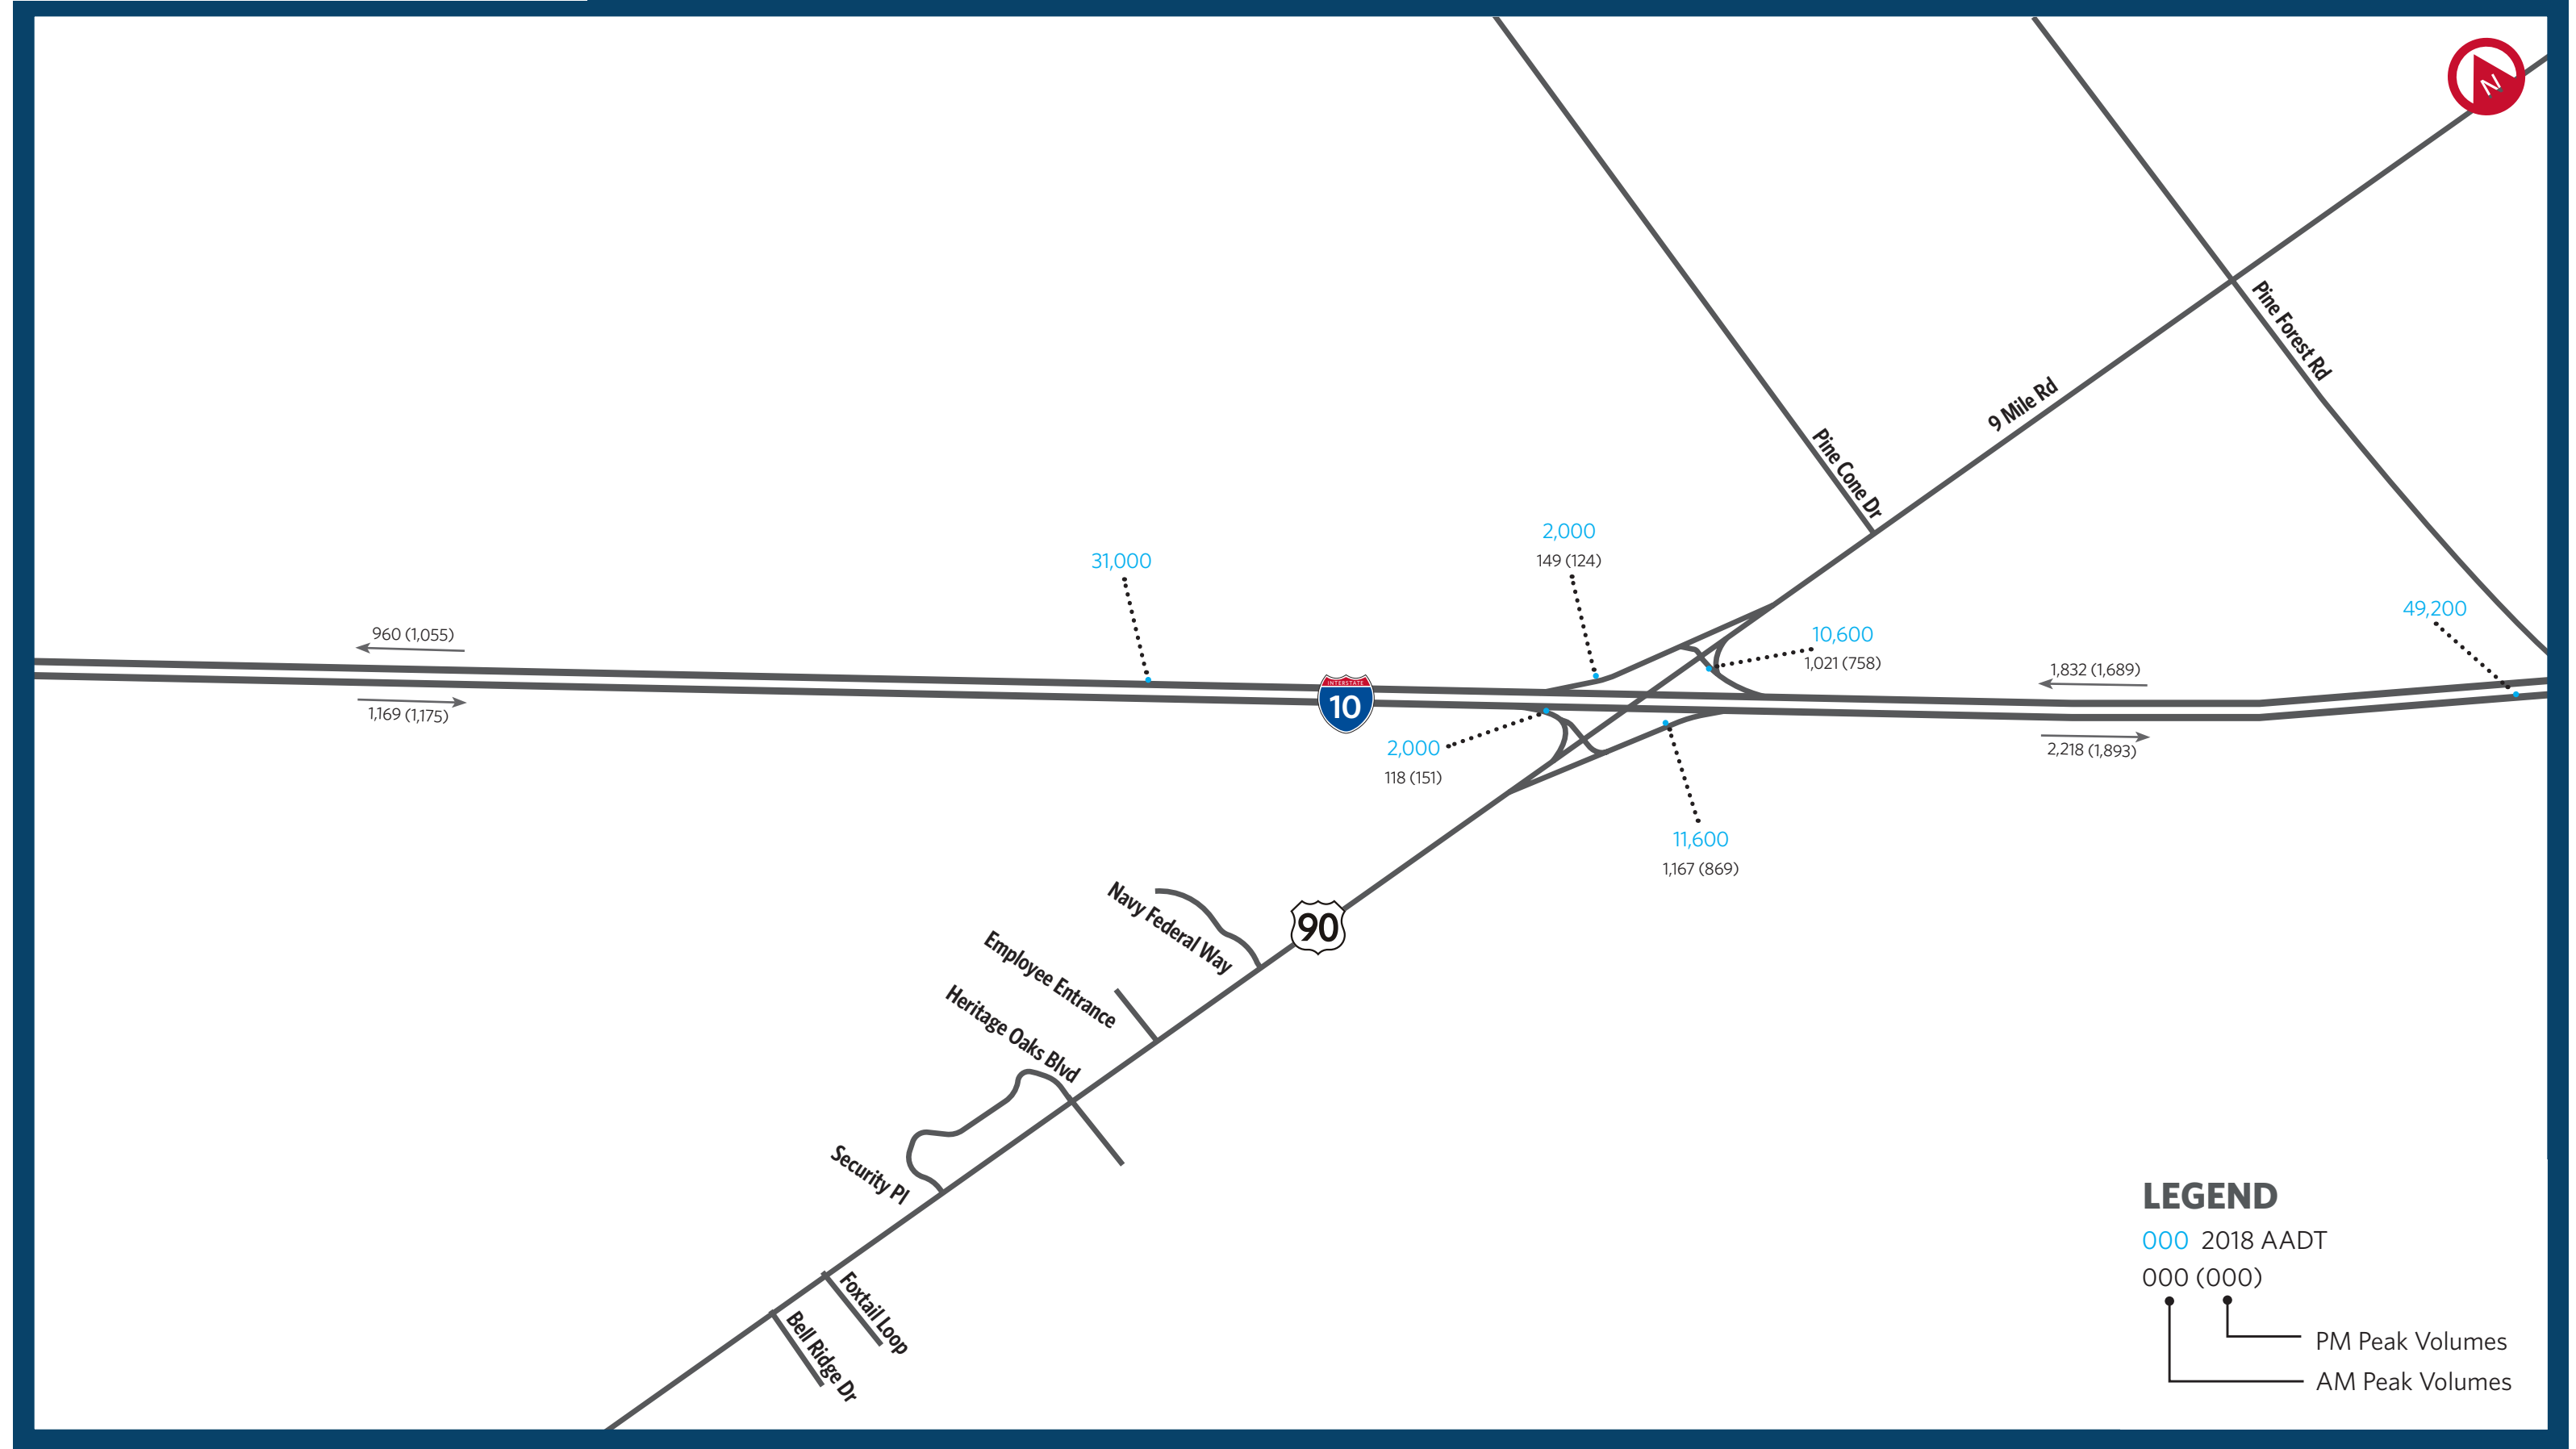 N
Pine Forest Rd
9 Mile Rd
Pine Cone Dr
2,000
149 (124)
31,000
49,200
10,600
1,021 (758)
960 (1,055)
1,832 (1,689)
INTERSTATE
10
1,169 (1,175)
2,218 (1,893)
2,000
118 (151)
11,600
1,167 (869)
Navy Federal Way
90
Employee Entrance
Heritage Oaks Blvd
Security Pl
Foxtail Loop
Bell Ridge Dr
LEGEND
000 2018 AADT
000 (000)
PM Peak Volumes
AM Peak Volumes